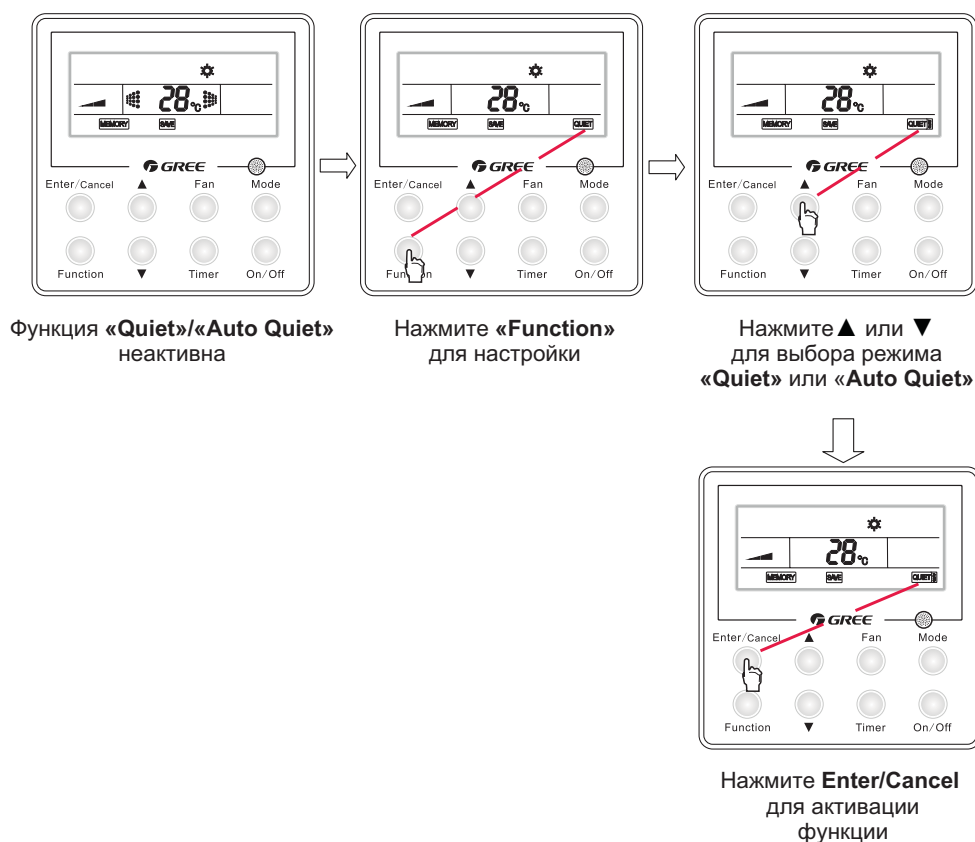 28°C
MEMORY SAVE
GREE
Enter/Cancel ▲ Fan Mode
Function ▼ Timer On/Off
Функция «Quiet»/«Auto Quiet»
неактивна
28°C
MEMORY SAVE QUIET
GREE
Enter/Cancel ▲ Fan Mode
▼ Timer On/Off
Нажмите «Function»
для настройки
28°C
MEMORY SAVE QUIET
GREE
Enter/Cancel ▲ Fan Mode
Function ▼ Timer On/Off
Нажмите ▲ или ▼
для выбора режима
«Quiet» или «Auto Quiet»
28°C
MEMORY SAVE QUIET
GREE
Enter/Cancel ▲ Fan Mode
Function ▼ Timer On/Off
Нажмите Enter/Cancel
для активации
функции